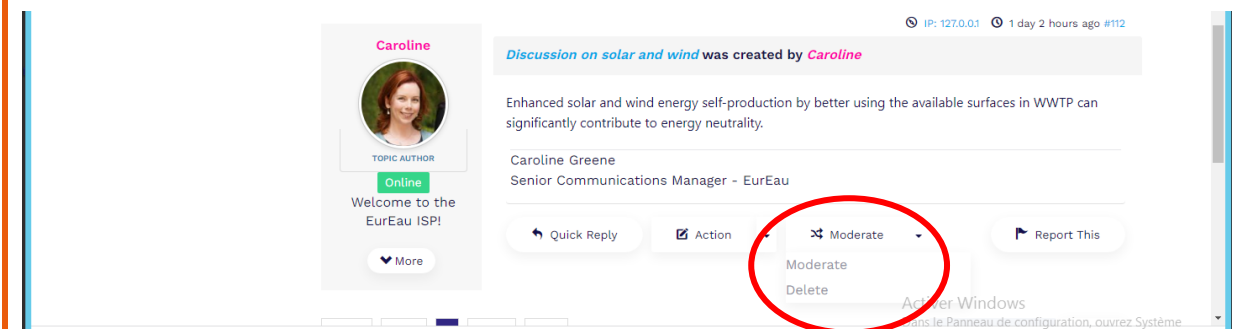 IP: 127.0.0.1 1 day 2 hours ago #112
Caroline
Discussion on solar and wind was created by Caroline
Enhanced solar and wind energy self-production by better using the available surfaces in WWTP can
significantly contribute to energy neutrality.
TOPIC AUTHOR
Caroline Greene
Online
Senior Communications Manager - EurEau
Welcome to the
EurEau ISP!
Quick Reply Action Moderate Report This
More
Moderate
Delete
Activer Windows
Dans le Panneau de configuration, ouvrez Système